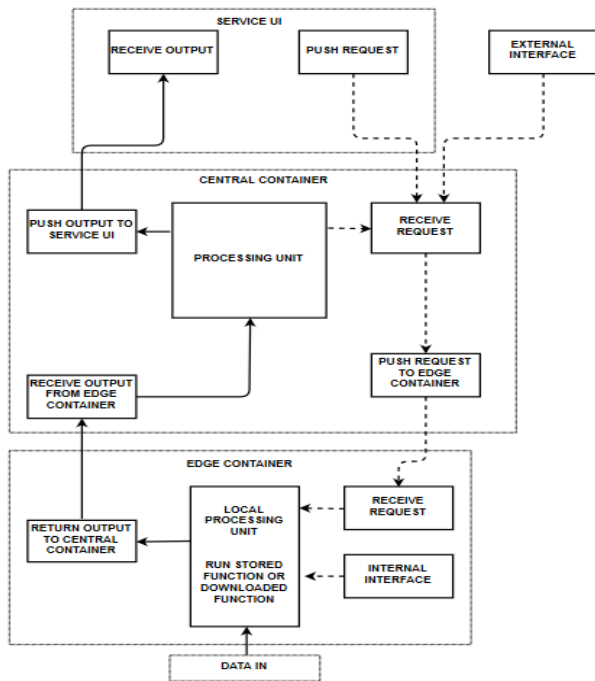 SERVICE UI
RECEIVE OUTPUT
PUSH REQUEST
EXTERNAL
INTERFACE
CENTRAL CONTAINER
PUSH OUTPUT TO
SERVICE UI
PROCESSING UNIT
RECEIVE
REQUEST
RECEIVE OUTPUT
FROM EDGE
CONTAINER
PUSH REQUEST
TO EDGE
CONTAINER
EDGE CONTAINER
RETURN OUTPUT
TO CENTRAL
CONTAINER
LOCAL
PROCESSING
UNIT
RUN STORED
FUNCTION OR
DOWNLOADED
FUNCTION
RECEIVE
REQUEST
INTERNAL
INTERFACE
DATA IN